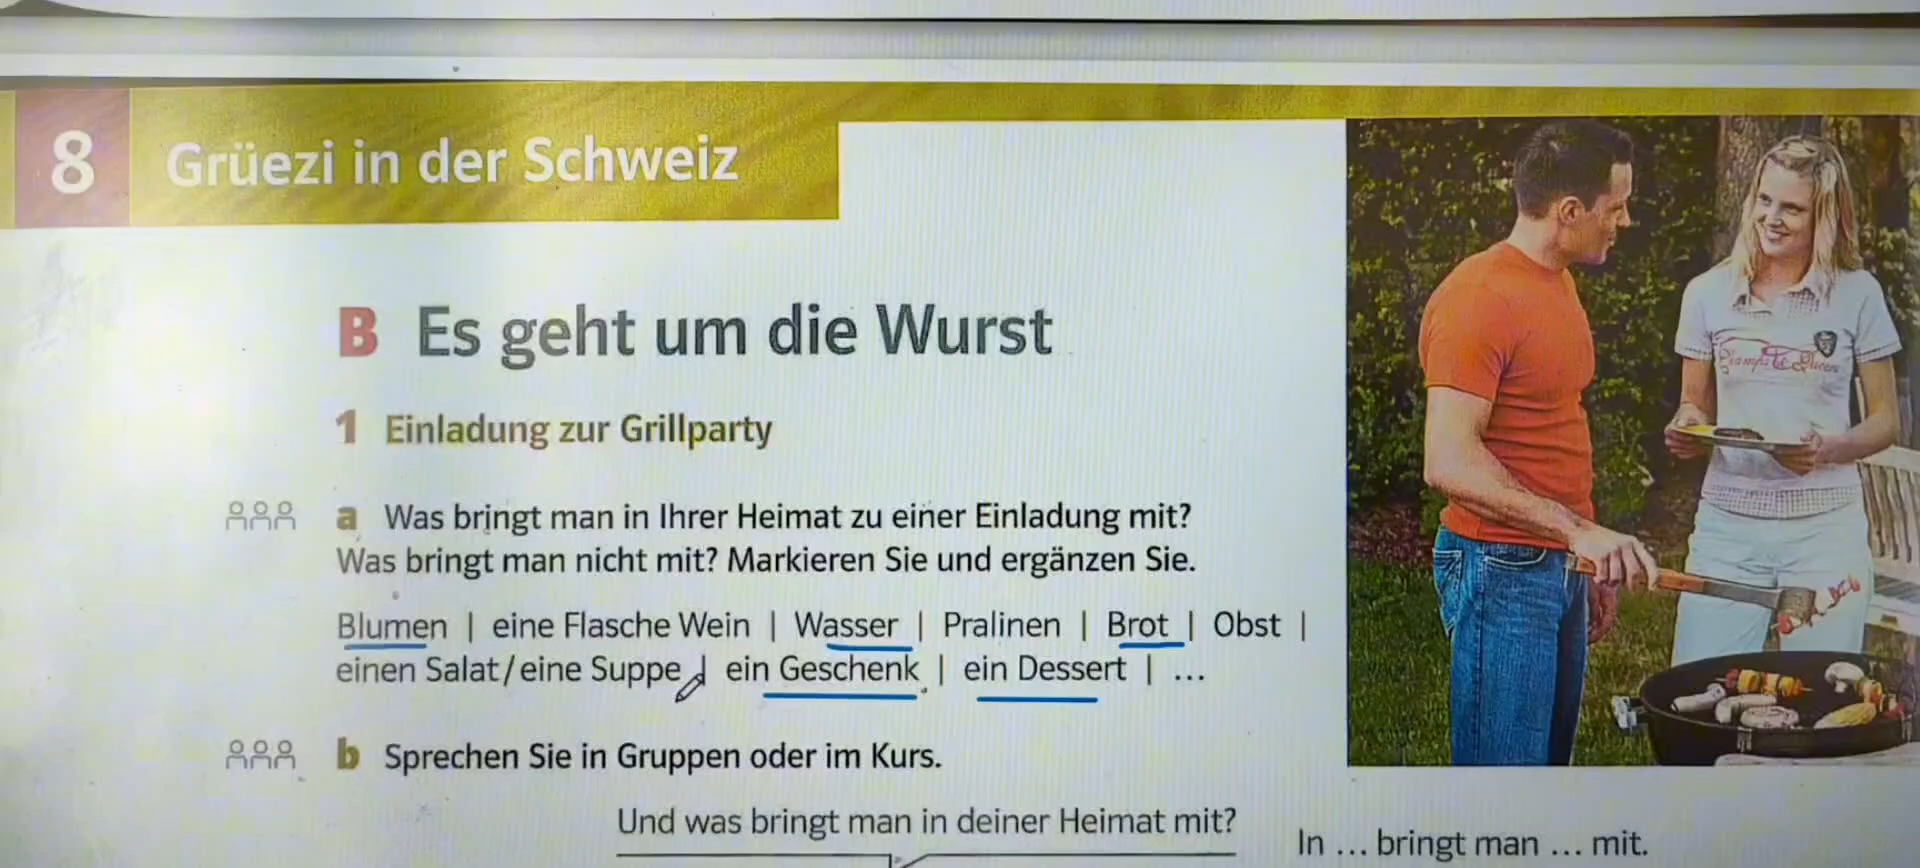 8 Grüezi in der Schweiz
B Es geht um die Wurst
1 Einladung zur Grillparty
a Was bringt man in Ihrer Heimat zu einer Einladung mit?
Was bringt man nicht mit? Markieren Sie und ergänzen Sie.
Blumen | eine Flasche Wein | Wasser | Pralinen | Brot | Obst |
einen Salat/eine Suppe | ein Geschenk | ein Dessert | ...
b Sprechen Sie in Gruppen oder im Kurs.
Und was bringt man in deiner Heimat mit?
In ... bringt man ... mit.